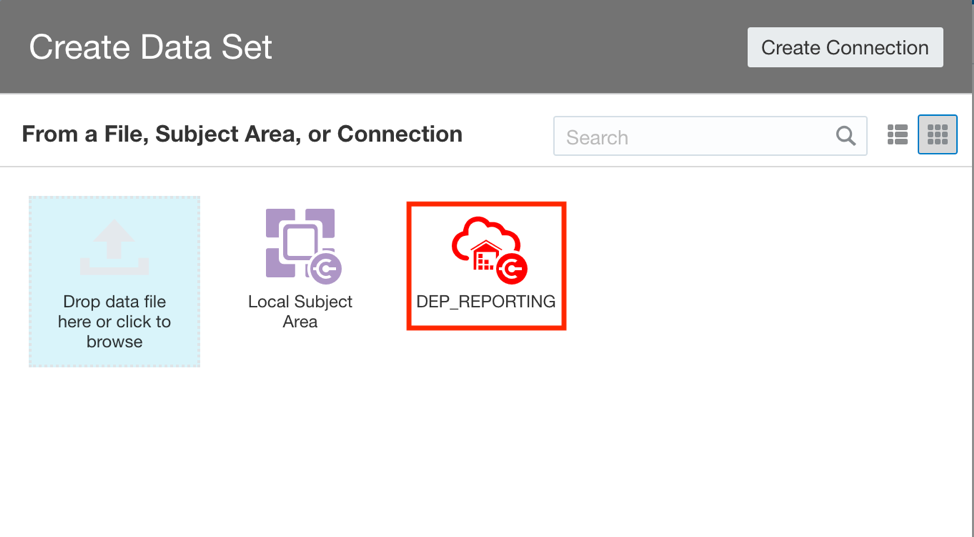 Create Data Set
Create Connection
From a File, Subject Area, or Connection
Search
Drop data file
here or click to
browse
Local Subject
Area
DEP_REPORTING